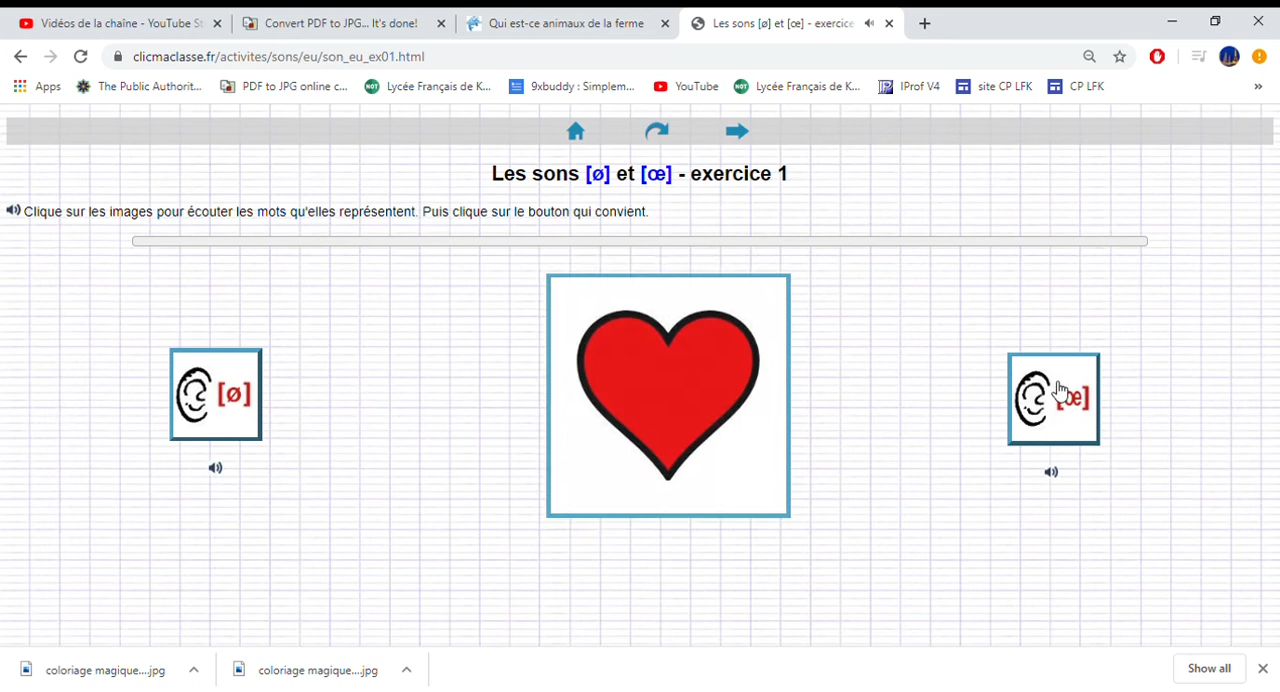 Vidéos de la chaîne - YouTube St
Convert PDF to JPG... It's done!
Qui est-ce animaux de la ferme
Les sons [ø] et [œ] - exercice
clicmaclasse.fr/activites/sons/eu/son_eu_ex01.html
Apps
The Public Authorit...
PDF to JPG online c...
Lycée Français de K...
9xbuddy : Simplem...
YouTube
Lycée Français de K...
IProf V4
site CP LFK
CP LFK
»
Les sons [ø] et [œ] - exercice 1
Clique sur les images pour écouter les mots qu'elles représentent. Puis clique sur le bouton qui convient.
[ø]
[œ]
coloriage magique....jpg
coloriage magique....jpg
Show all